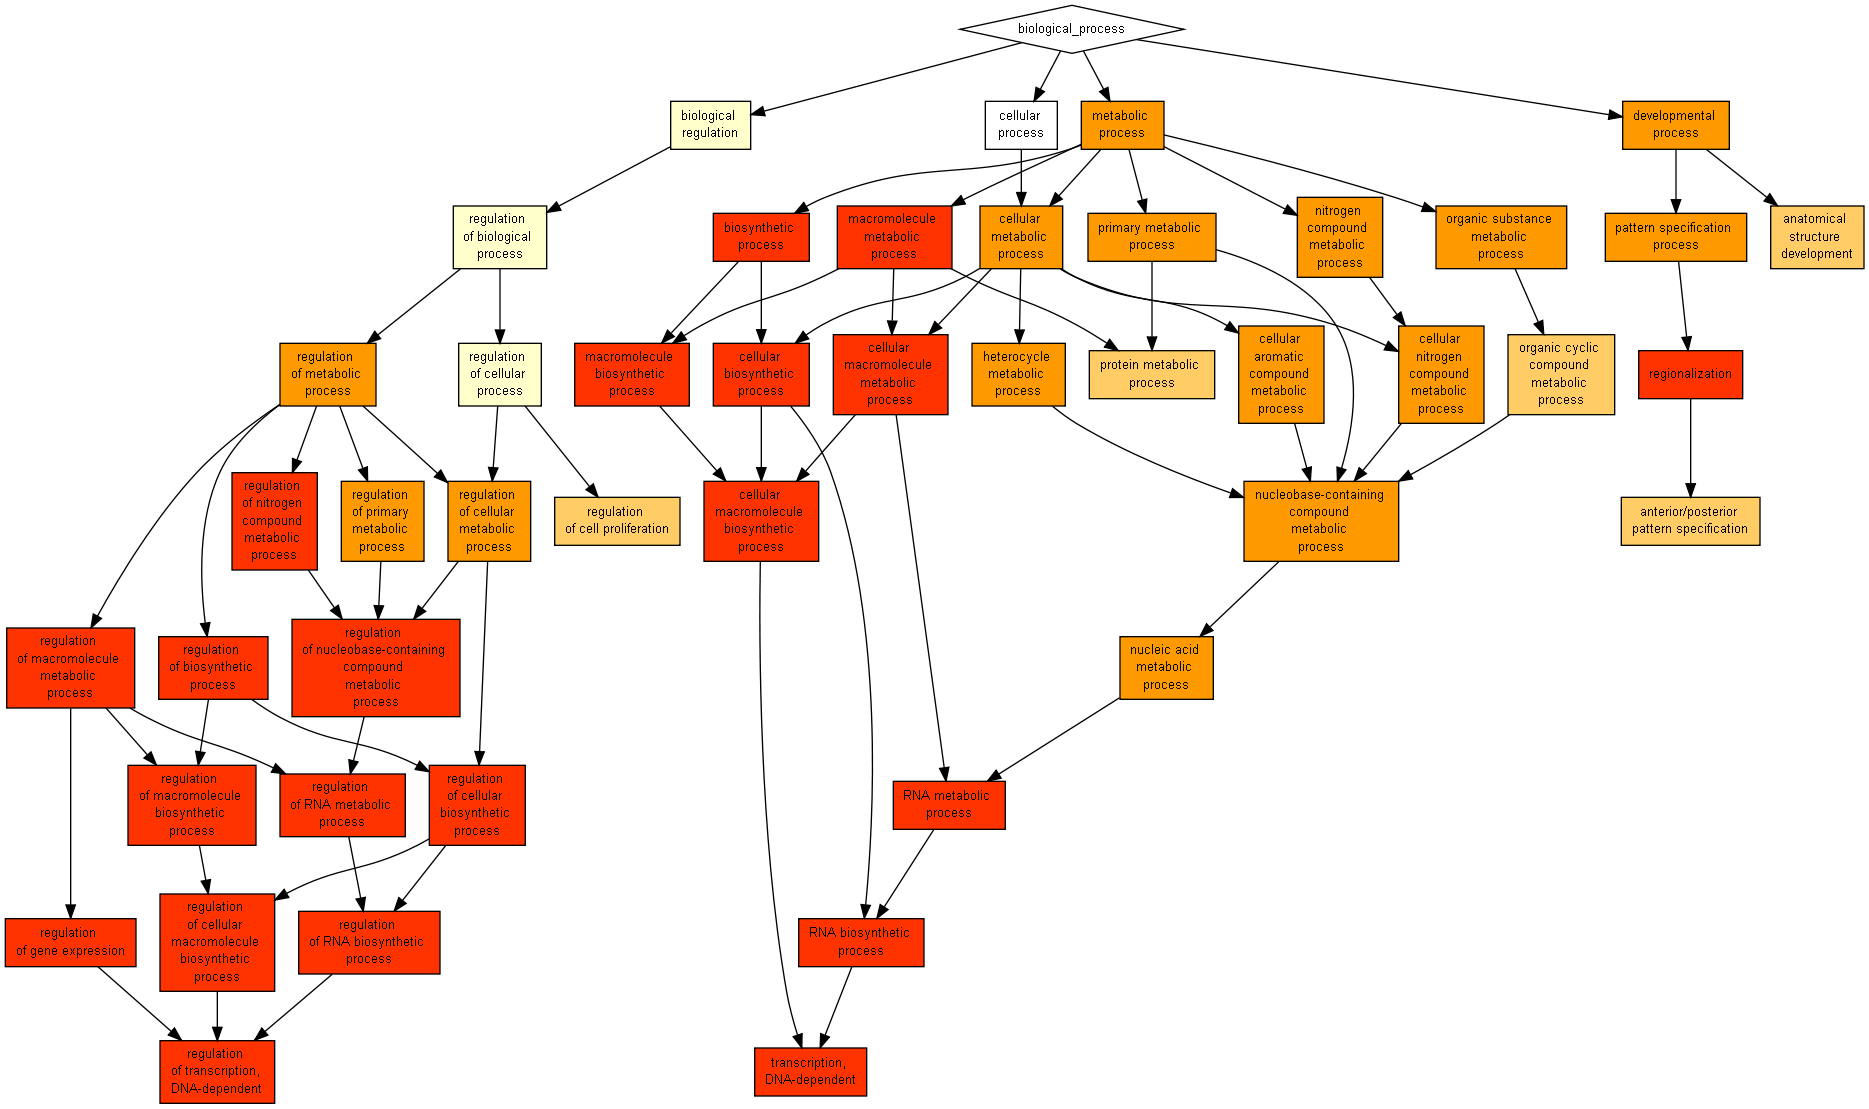 biological_process
biological
regulation
cellular
process
metabolic
process
developmental
process
regulation
of biological
process
biosynthetic
process
macromolecule
metabolic
process
cellular
metabolic
process
primary metabolic
process
nitrogen
compound
metabolic
process
organic substance
metabolic
process
pattern specification
process
anatomical
structure
development
regulation
of metabolic
process
regulation
of cellular
process
macromolecule
biosynthetic
process
cellular
biosynthetic
process
cellular
macromolecule
metabolic
process
heterocycle
metabolic
process
protein metabolic
process
cellular
aromatic
compound
metabolic
process
cellular
nitrogen
compound
metabolic
process
organic cyclic
compound
metabolic
process
regionalization
regulation
of nitrogen
compound
metabolic
process
regulation
of primary
metabolic
process
regulation
of cellular
metabolic
process
regulation
of cell proliferation
cellular
macromolecule
biosynthetic
process
nucleobase-containing
compound
metabolic
process
anterior/posterior
pattern specification
regulation
of macromolecule
metabolic
process
regulation
of biosynthetic
process
regulation
of nucleobase-containing
compound
metabolic
process
nucleic acid
metabolic
process
regulation
of macromolecule
biosynthetic
process
regulation
of RNA metabolic
process
regulation
of cellular
biosynthetic
process
RNA metabolic
process
regulation
of gene expression
regulation
of cellular
macromolecule
biosynthetic
process
regulation
of RNA biosynthetic
process
RNA biosynthetic
process
regulation
of transcription,
DNA-dependent
transcription,
DNA-dependent